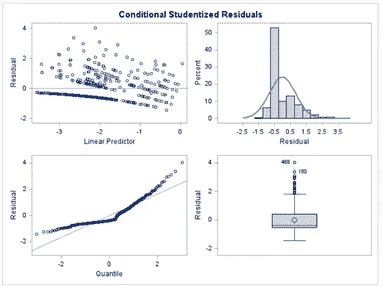 Conditional Studentized Residuals
4
2
0
-2
Residual
-3 -2 -1 0
Linear Predictor
50
40
30
20
10
0
Percent
-2.5 -1.5 -0.5 0.5 1.5 2.5 3.5
Residual
4
2
0
-2
Residual
-2 0 2
Quantile
4
2
0
-2
Residual
468
190